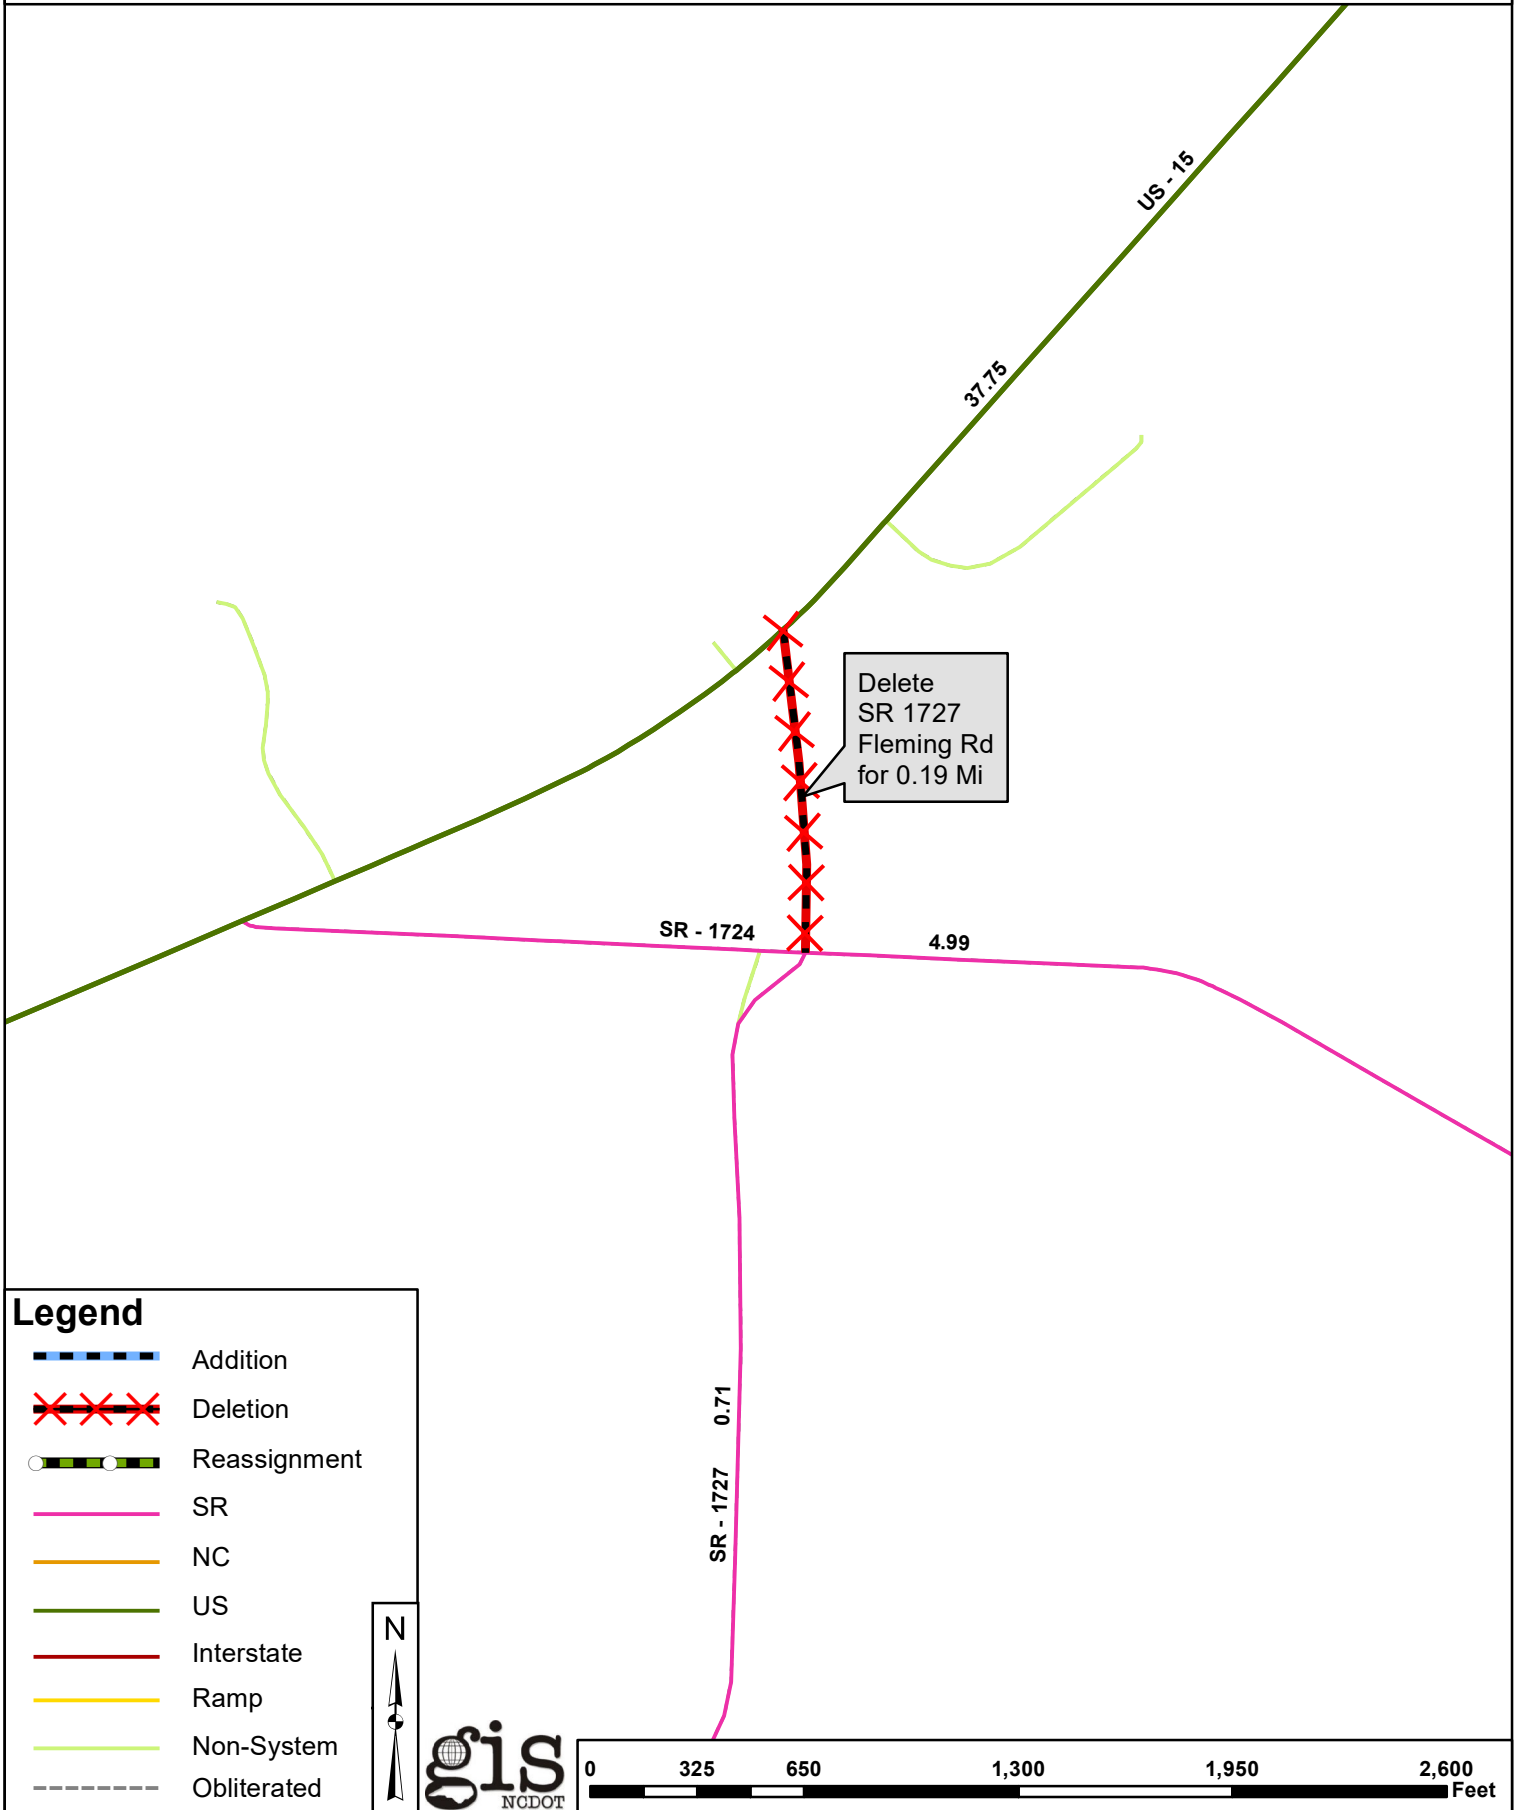 US - 15
37.75
Delete
SR 1727
Fleming Rd
for 0.19 Mi
SR - 1724
4.99
0.71
SR - 1727
Legend
Addition
Deletion
Reassignment
SR
NC
US
Interstate
Ramp
Non-System
Obliterated
N
gis
NCDOT
0 325 650 1,300 1,950 2,600
Feet